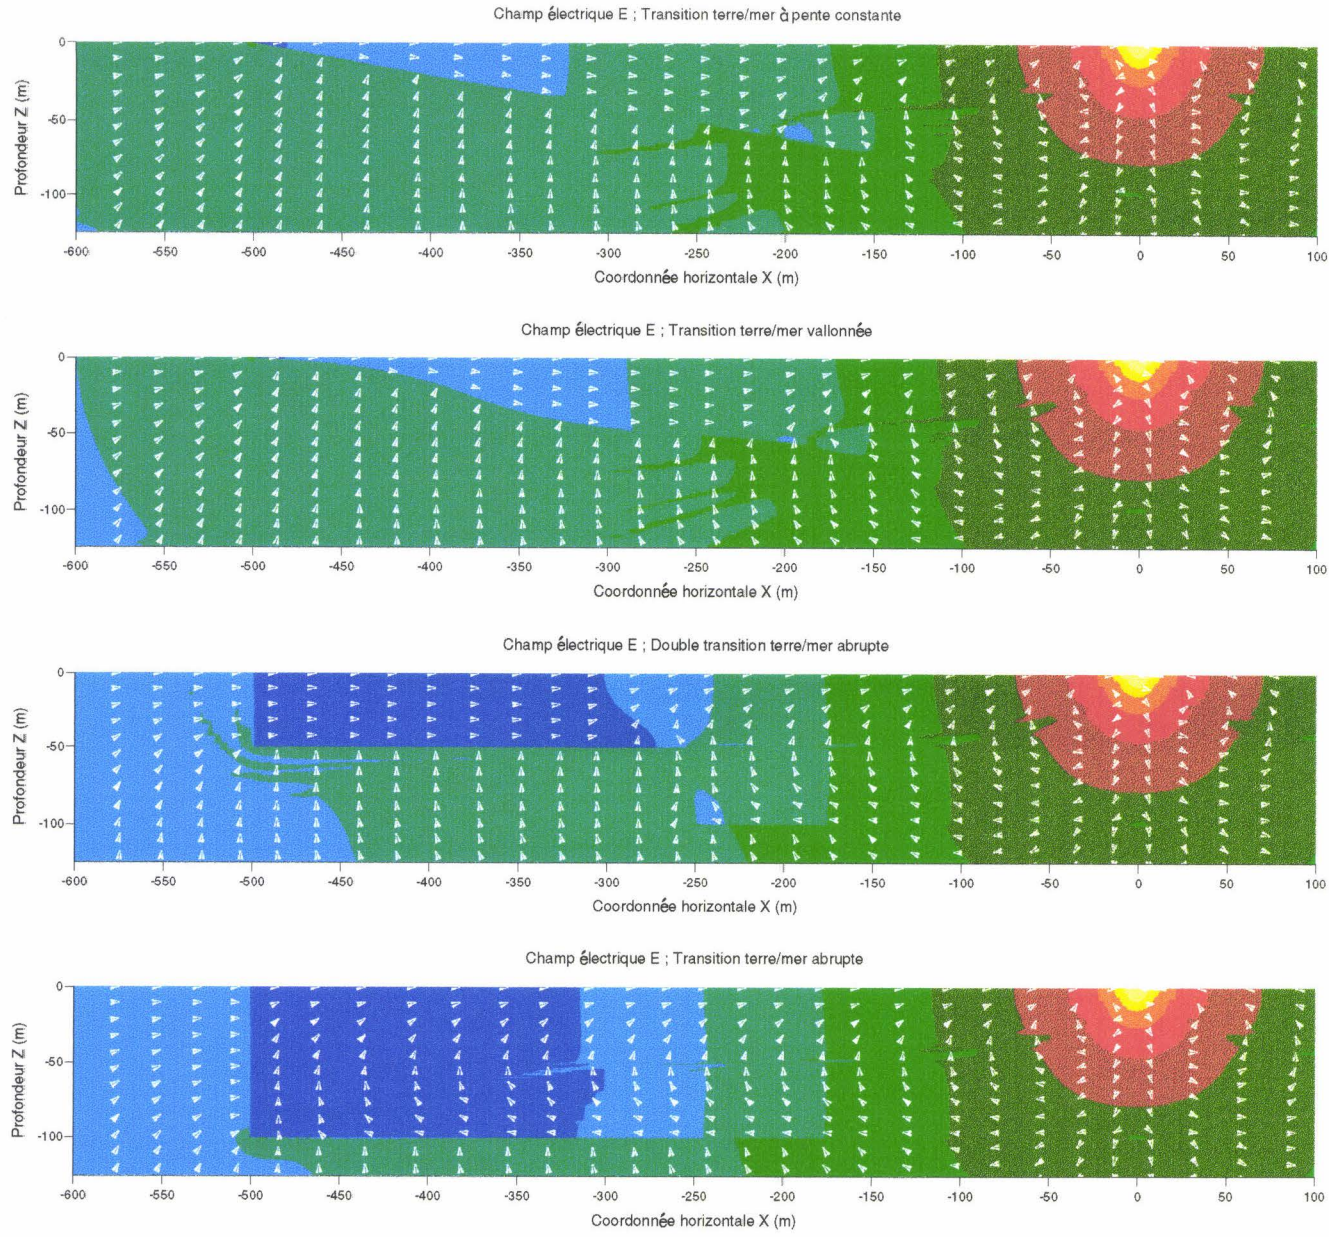 Champ électrique E ; Transition terre/mer à pente constante
0
-50
-100
Profondeur Z (m)
-600 -550 -500 -450 -400 -350 -300 -250 -200 -150 -100 -50 0 50 100
Coordonnée horizontale X (m)
Champ électrique E ; Transition terre/mer vallonnée
0
-50
-100
Profondeur Z (m)
-600 -550 -500 -450 -400 -350 -300 -250 -200 -150 -100 -50 0 50 100
Coordonnée horizontale X (m)
Champ électrique E ; Double transition terre/mer abrupte
0
-50
-100
Profondeur Z (m)
-600 -550 -500 -450 -400 -350 -300 -250 -200 -150 -100 -50 0 50 100
Coordonnée horizontale X (m)
Champ électrique E ; Transition terre/mer abrupte
0
-50
-100
Profondeur Z (m)
-600 -550 -500 -450 -400 -350 -300 -250 -200 -150 -100 -50 0 50 100
Coordonnée horizontale X (m)